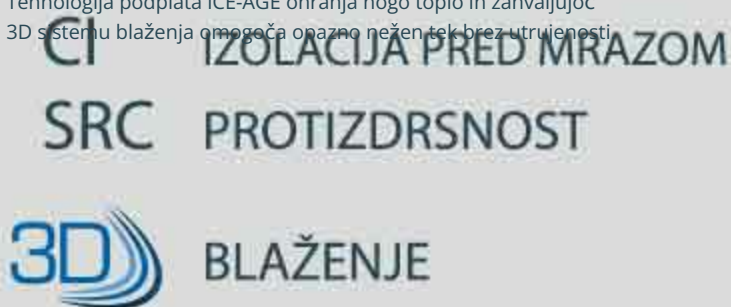 Tehnologija podplata ICE-AGE ohranja nogo toplo in zahvaljujoč
3D sistemu blaženja omogoča opazno nežen tek brez utrujenosti.
CI IZOLACIJA PRED MRAZOM
SRC PROTIZDRSNOST
3D BLAŽENJE